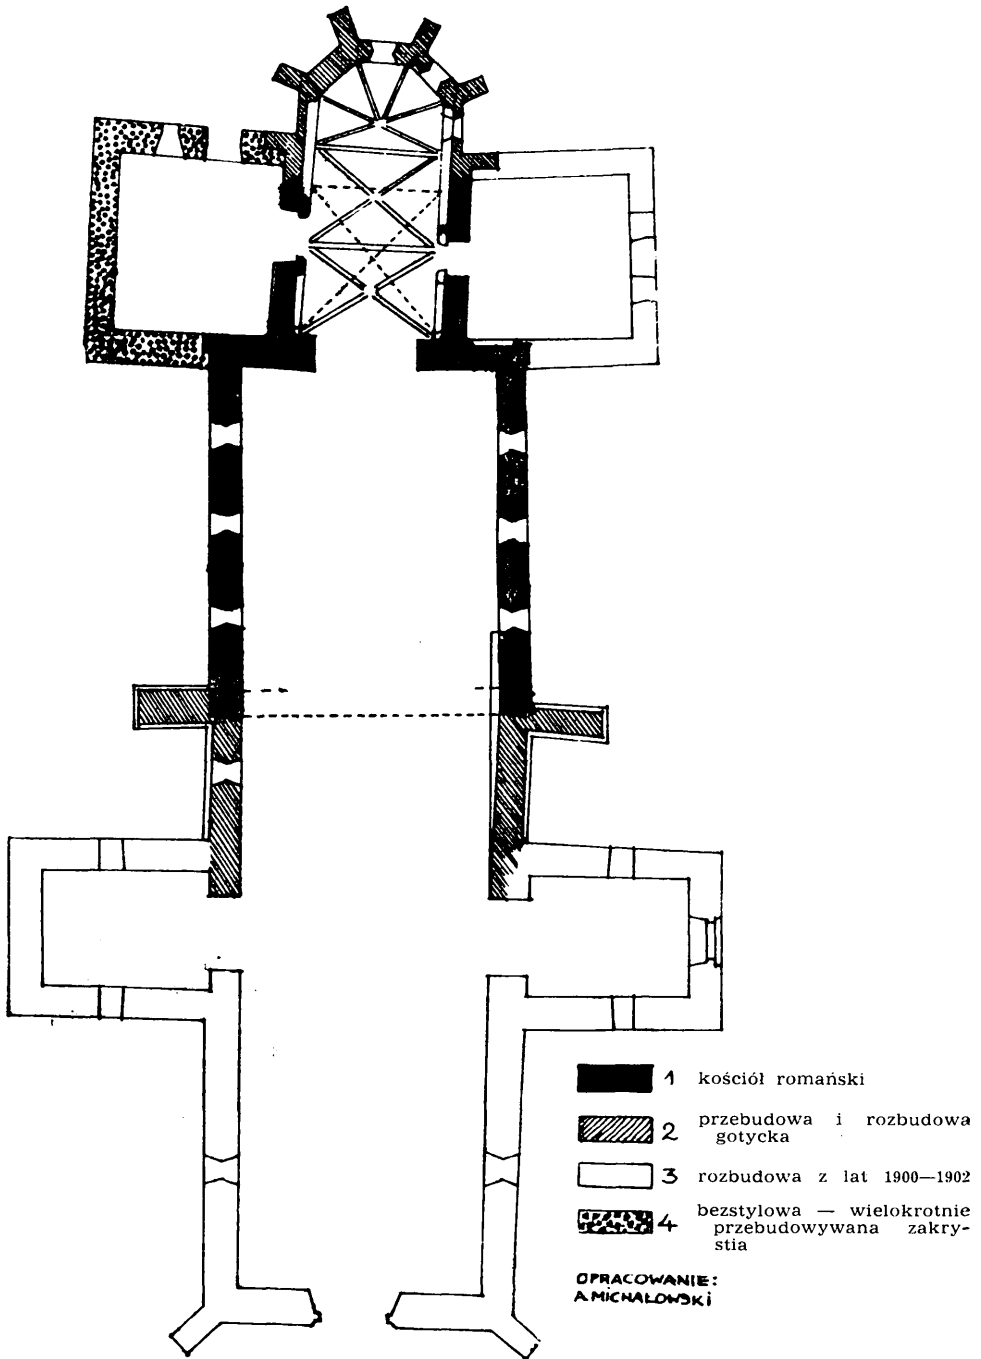 1 kościół romański
2 przebudowa i rozbudowa
gotycka
3 rozbudowa z lat 1900—1902
4 bezstylowa — wielokrotnie
przebudowywana zakry-
stia
OPRACOWANIE:
A.MICHAŁOWSKI